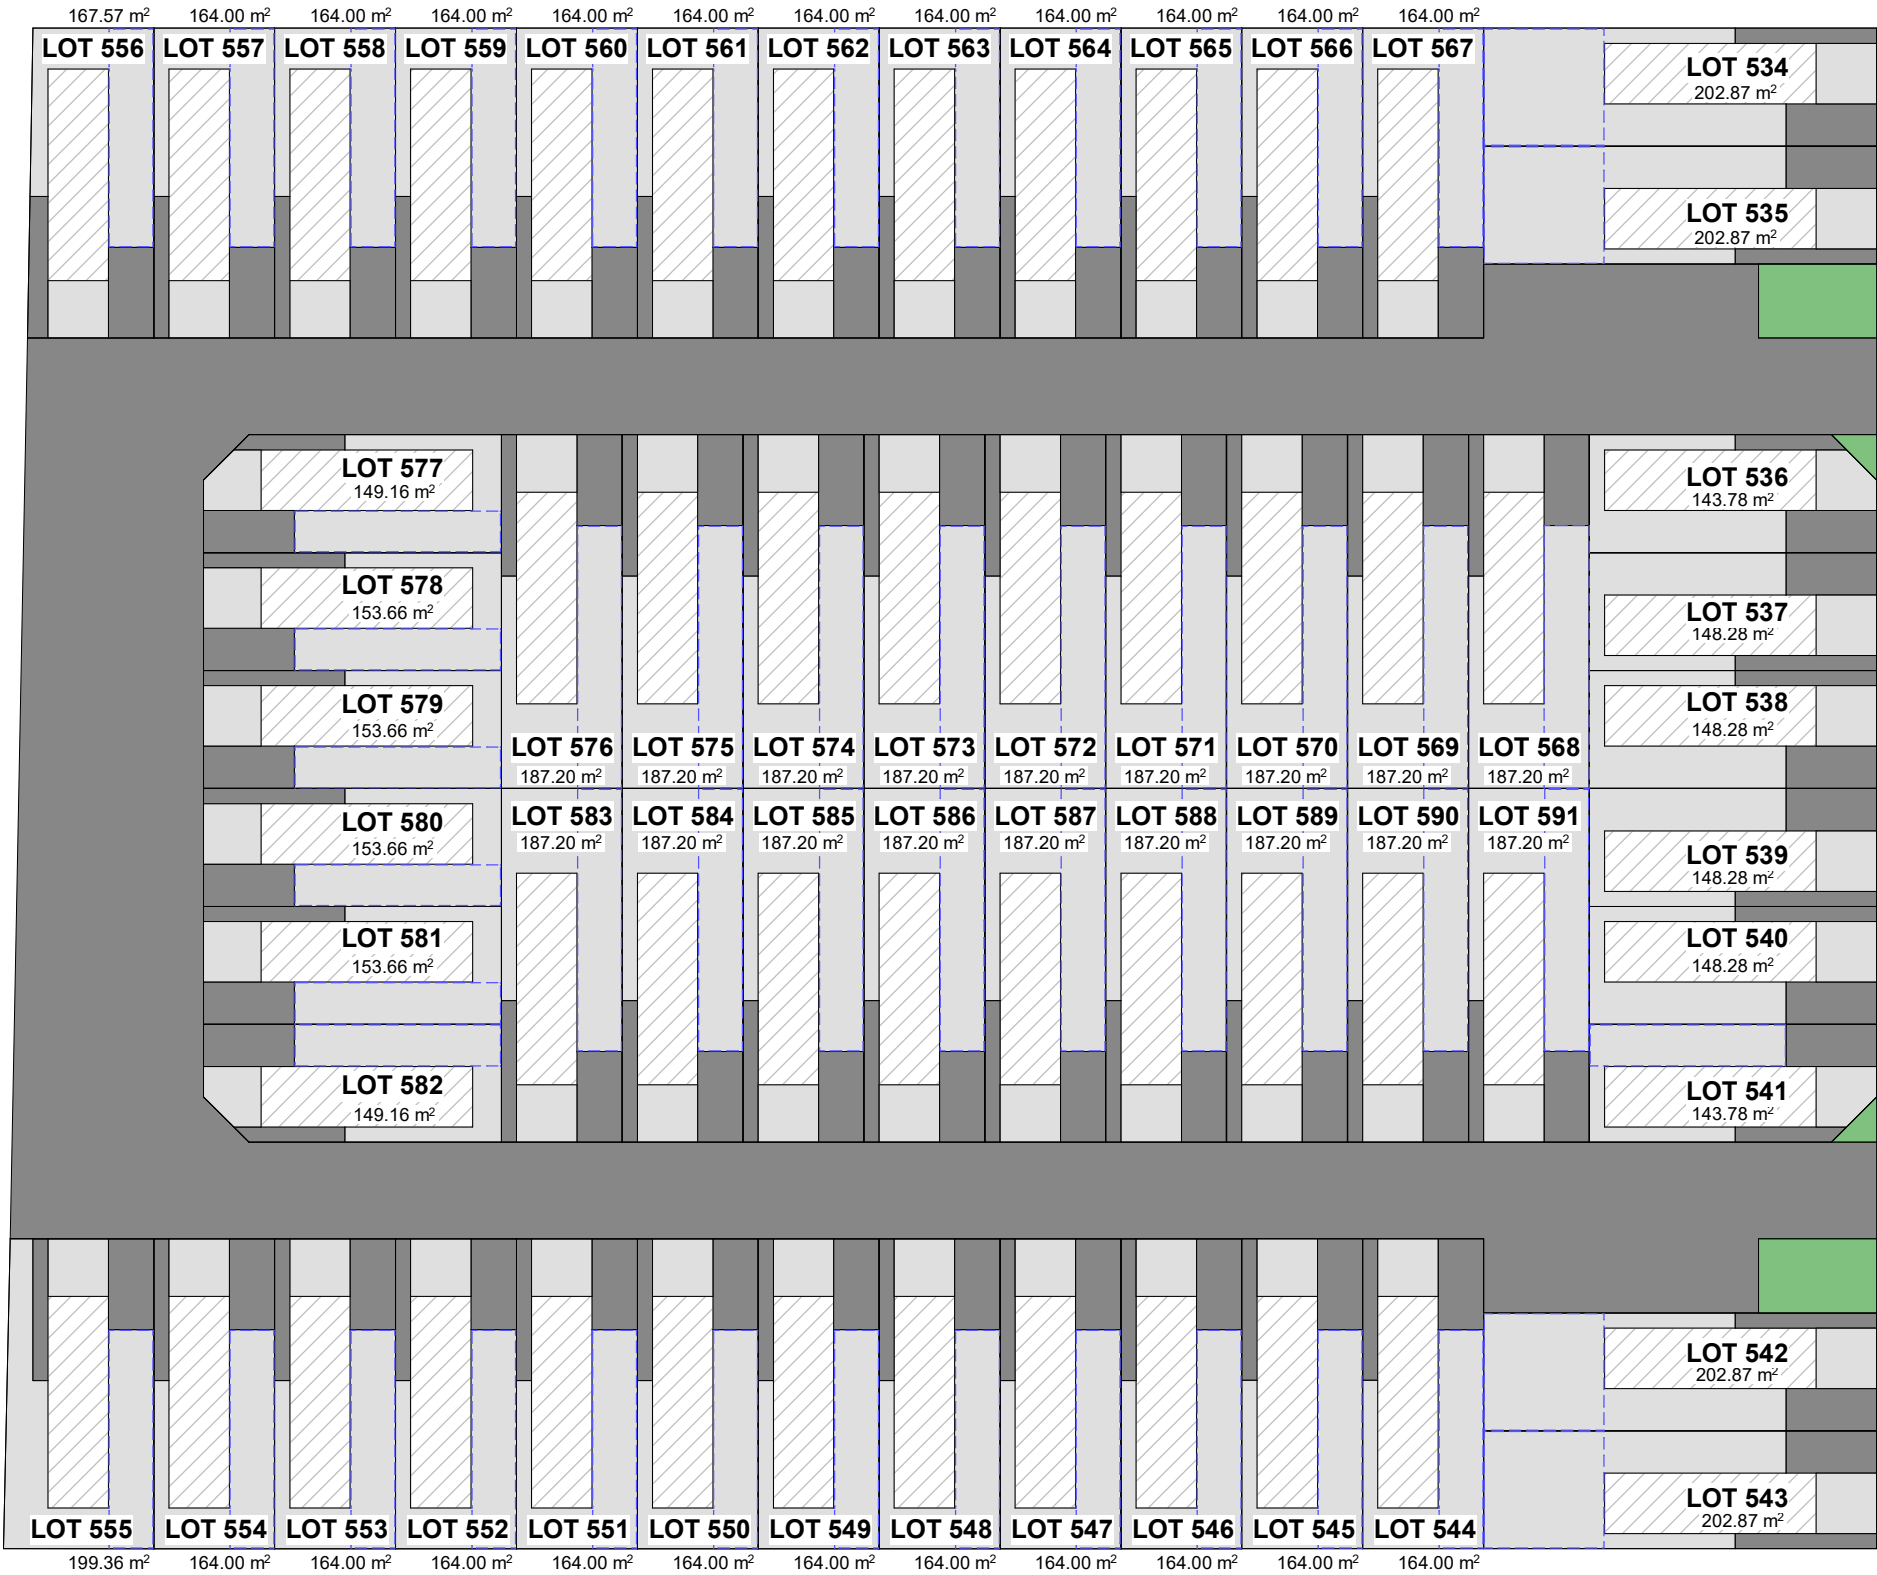 167.57 m² 164.00 m² 164.00 m² 164.00 m² 164.00 m² 164.00 m² 164.00 m² 164.00 m² 164.00 m² 164.00 m² 164.00 m² 164.00 m²
LOT 556 LOT 557 LOT 558 LOT 559 LOT 560 LOT 561 LOT 562 LOT 563 LOT 564 LOT 565 LOT 566 LOT 567
LOT 534
202.87 m²
LOT 535
202.87 m²
LOT 577
149.16 m²
LOT 536
143.78 m²
LOT 578
153.66 m²
LOT 537
148.28 m²
LOT 579
153.66 m²
LOT 538
148.28 m²
LOT 576 LOT 575 LOT 574 LOT 573 LOT 572 LOT 571 LOT 570 LOT 569 LOT 568
187.20 m² 187.20 m² 187.20 m² 187.20 m² 187.20 m² 187.20 m² 187.20 m² 187.20 m² 187.20 m²
LOT 583 LOT 584 LOT 585 LOT 586 LOT 587 LOT 588 LOT 589 LOT 590 LOT 591
187.20 m² 187.20 m² 187.20 m² 187.20 m² 187.20 m² 187.20 m² 187.20 m² 187.20 m² 187.20 m²
LOT 580
153.66 m²
LOT 539
148.28 m²
LOT 581
153.66 m²
LOT 540
148.28 m²
LOT 582
149.16 m²
LOT 541
143.78 m²
LOT 542
202.87 m²
LOT 543
202.87 m²
LOT 555 LOT 554 LOT 553 LOT 552 LOT 551 LOT 550 LOT 549 LOT 548 LOT 547 LOT 546 LOT 545 LOT 544
199.36 m² 164.00 m² 164.00 m² 164.00 m² 164.00 m² 164.00 m² 164.00 m² 164.00 m² 164.00 m² 164.00 m² 164.00 m² 164.00 m²